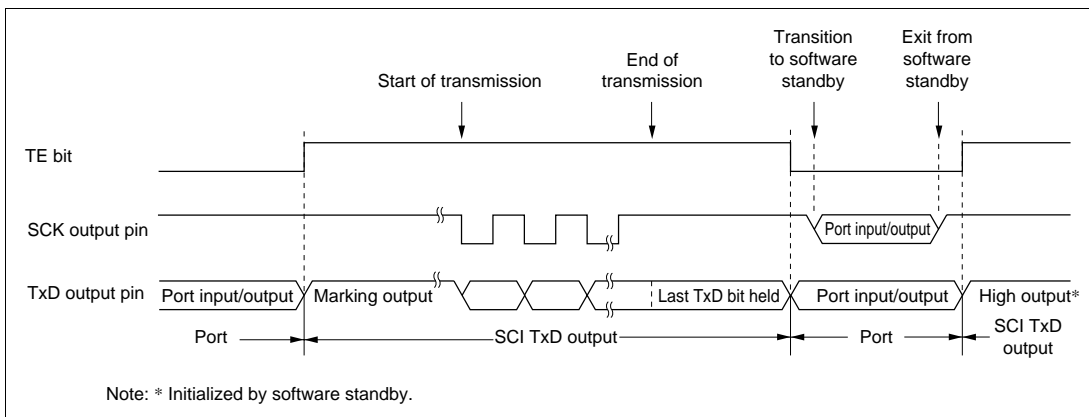 Transition
to software
standby
Exit from
software
standby
End of
transmission
Start of transmission
TE bit
SCK output pin
Port input/output
TxD output pin
Port input/output
Marking output
Last TxD bit held
Port input/output
High output*
Port
SCI TxD output
Port
SCI TxD
output
Note: * Initialized by software standby.